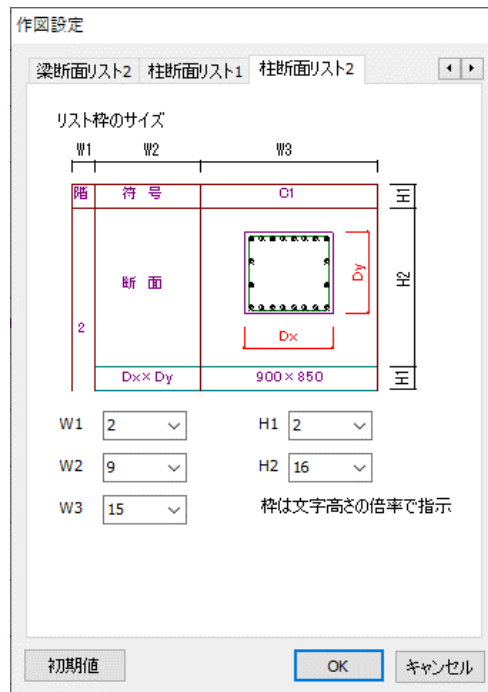 作図設定
梁断面リスト2 柱断面リスト1 柱断面リスト2
リスト枠のサイズ
W1 W2 W3
階 符 号 C1 H1
断 面 Dy H2
2
Dx
Dx×Dy 900×850 H1
W1 2 H1 2
W2 9 H2 16
W3 15 枠は文字高さの倍率で指示
初期値 OK キャンセル